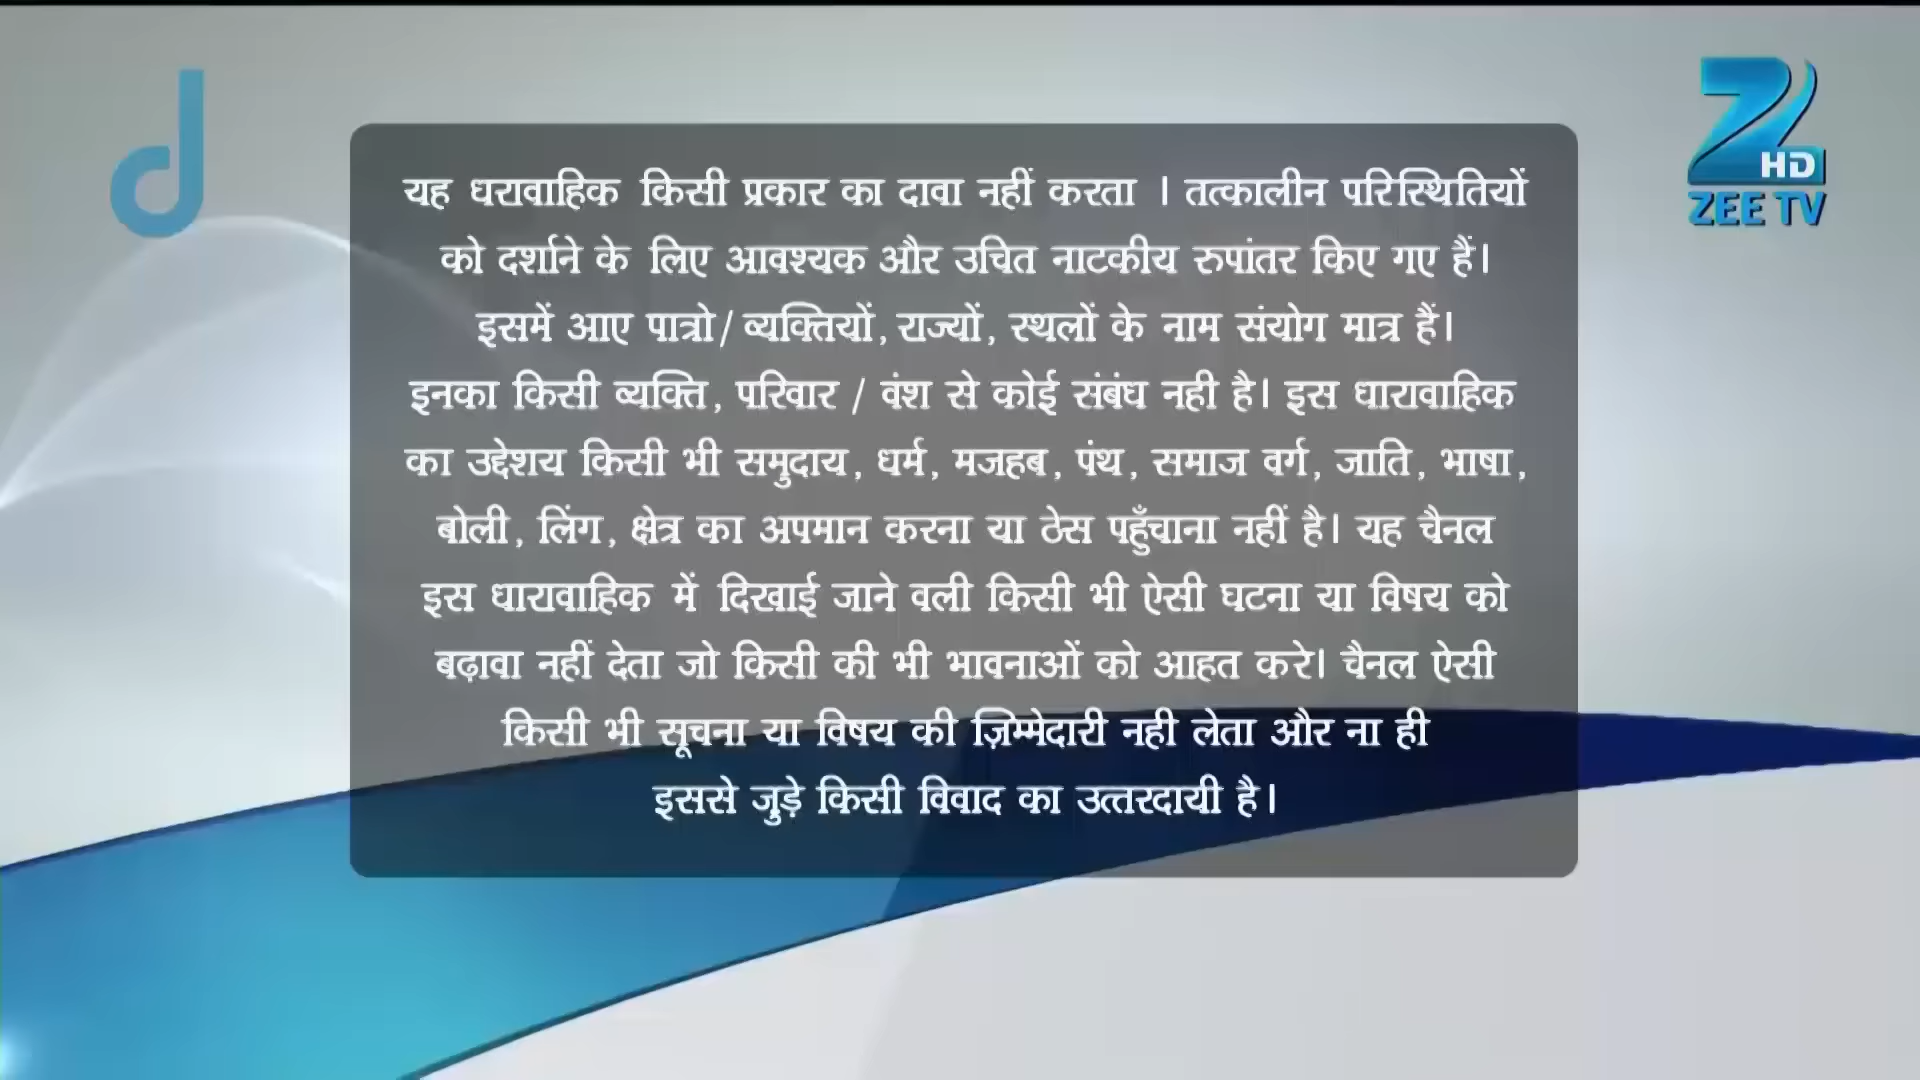 d
Z HD
ZEE TV
यह धरावाहिक किसी प्रकार का दावा नहीं करता । तत्कालीन परिस्थितियों
को दर्शाने के लिए आवश्यक और उचित नाटकीय रुपांतर किए गए हैं।
इसमें आए पात्रो/ व्यक्तियों, राज्यों, स्थलों के नाम संयोग मात्र हैं।
इनका किसी व्यक्ति, परिवार / वंश से कोई संबंध नही है। इस धारावाहिक
का उद्देशय किसी भी समुदाय, धर्म, मजहब, पंथ, समाज वर्ग, जाति, भाषा,
बोली, लिंग, क्षेत्र का अपमान करना या ठेस पहुँचाना नहीं है। यह चैनल
इस धारावाहिक में दिखाई जाने वली किसी भी ऐसी घटना या विषय को
बढ़ावा नहीं देता जो किसी की भी भावनाओं को आहत करे। चैनल ऐसी
किसी भी सूचना या विषय की ज़िम्मेदारी नही लेता और ना ही
इससे जुड़े किसी विवाद का उत्तरदायी है।